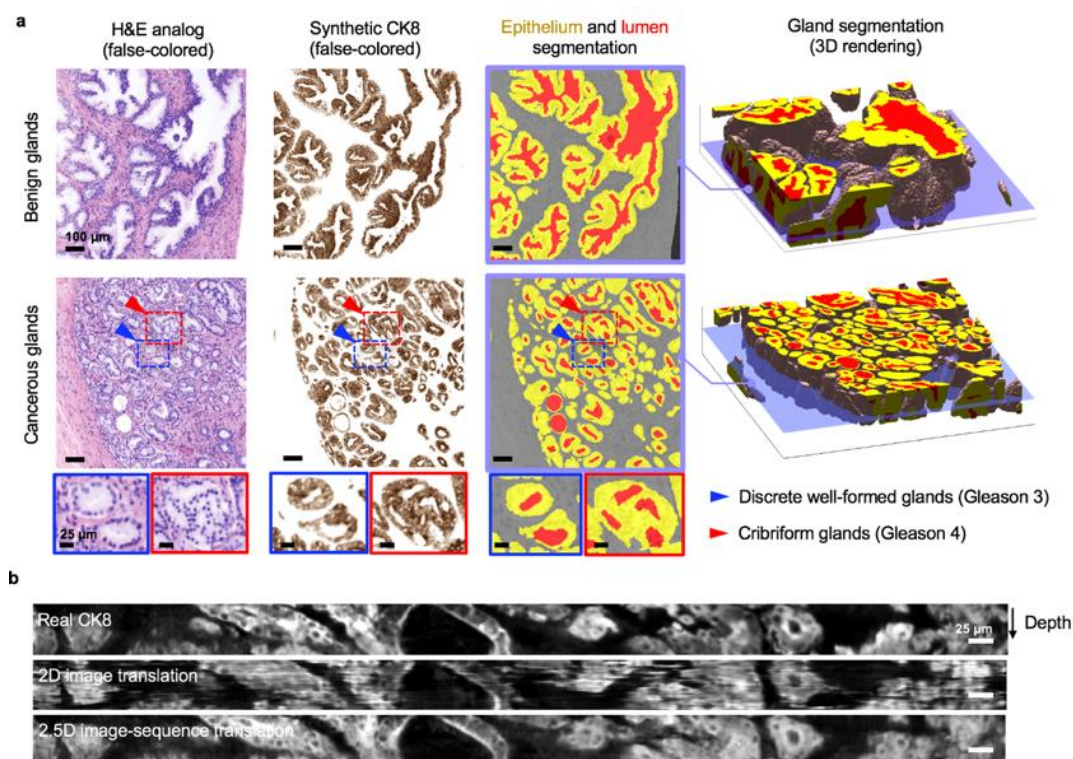 a
H&E analog
(false-colored)
Synthetic CK8
(false-colored)
Epithelium and lumen
segmentation
Gland segmentation
(3D rendering)
Benign glands
100 μm
Cancerous glands
25 μm
Discrete well-formed glands (Gleason 3)
Cribriform glands (Gleason 4)
b
Real CK8
25 μm
Depth
2D image translation
2.5D image-sequence translation